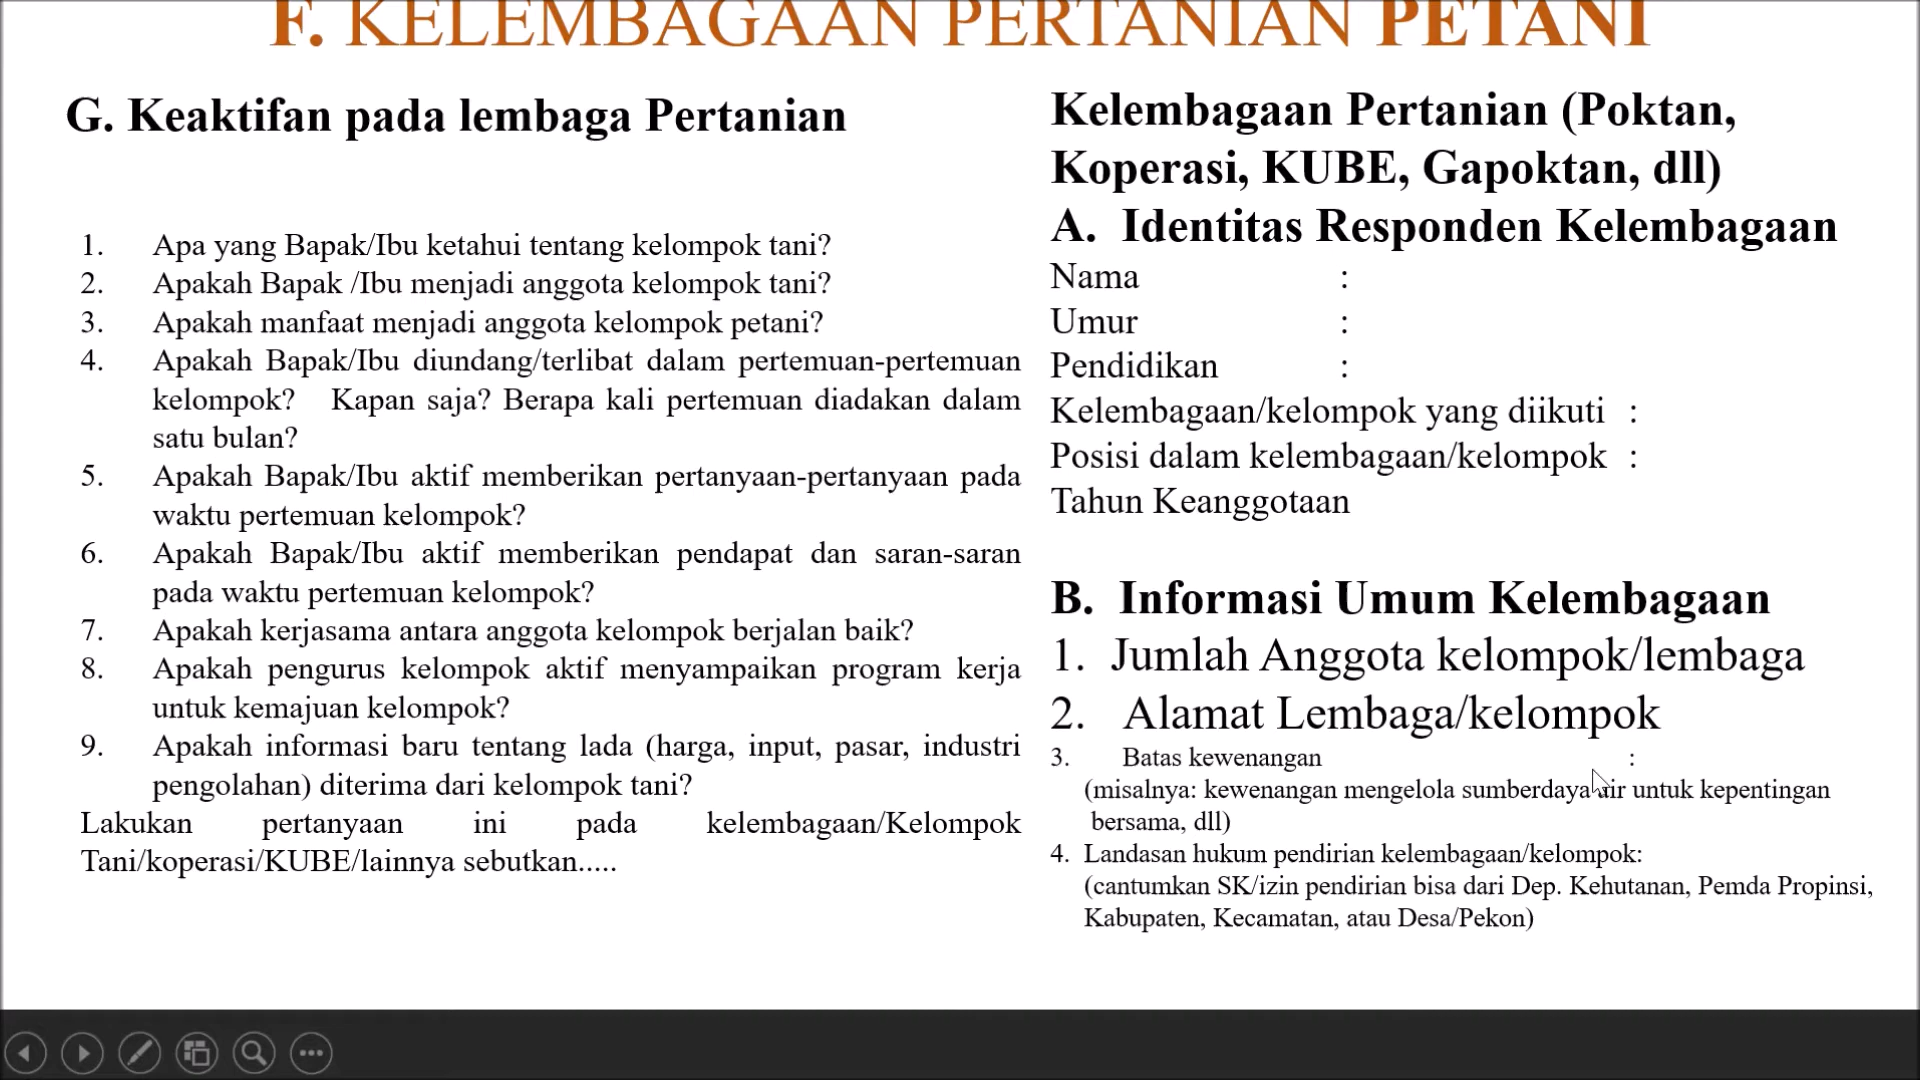 F. KELEMBAGAAN PERTANIAN PETANI
G. Keaktifan pada lembaga Pertanian
1. Apa yang Bapak/Ibu ketahui tentang kelompok tani?
2. Apakah Bapak /Ibu menjadi anggota kelompok tani?
3. Apakah manfaat menjadi anggota kelompok petani?
4. Apakah Bapak/Ibu diundang/terlibat dalam pertemuan-pertemuan
kelompok? Kapan saja? Berapa kali pertemuan diadakan dalam
satu bulan?
5. Apakah Bapak/Ibu aktif memberikan pertanyaan-pertanyaan pada
waktu pertemuan kelompok?
6. Apakah Bapak/Ibu aktif memberikan pendapat dan saran-saran
pada waktu pertemuan kelompok?
7. Apakah kerjasama antara anggota kelompok berjalan baik?
8. Apakah pengurus kelompok aktif menyampaikan program kerja
untuk kemajuan kelompok?
9. Apakah informasi baru tentang lada (harga, input, pasar, industri
pengolahan) diterima dari kelompok tani?
Lakukan pertanyaan ini pada kelembagaan/Kelompok
Tani/koperasi/KUBE/lainnya sebutkan.....
Kelembagaan Pertanian (Poktan,
Koperasi, KUBE, Gapoktan, dll)
A. Identitas Responden Kelembagaan
Nama :
Umur :
Pendidikan :
Kelembagaan/kelompok yang diikuti :
Posisi dalam kelembagaan/kelompok :
Tahun Keanggotaan
B. Informasi Umum Kelembagaan
1. Jumlah Anggota kelompok/lembaga
2. Alamat Lembaga/kelompok
3. Batas kewenangan :
(misalnya: kewenangan mengelola sumberdaya air untuk kepentingan
bersama, dll)
4. Landasan hukum pendirian kelembagaan/kelompok:
(cantumkan SK/izin pendirian bisa dari Dep. Kehutanan, Pemda Propinsi,
Kabupaten, Kecamatan, atau Desa/Pekon)